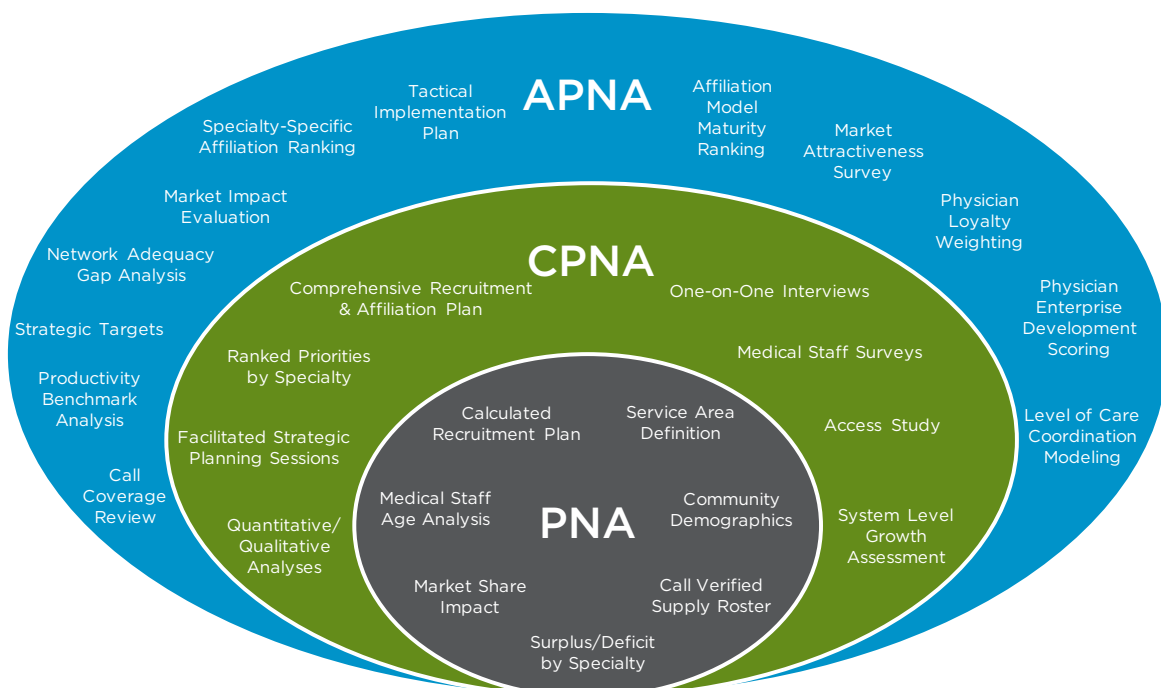 APNA
Tactical
Implementation
Plan
Affiliation
Model
Maturity
Ranking
Specialty-Specific
Affiliation Ranking
Market
Attractiveness
Survey
Market Impact
Evaluation
Physician
Loyalty
Weighting
Network Adequacy
Gap Analysis
Physician
Enterprise
Development
Scoring
Strategic Targets
Productivity
Benchmark
Analysis
Level of Care
Coordination
Modeling
Call
Coverage
Review
CPNA
Comprehensive Recruitment
& Affiliation Plan
One-on-One Interviews
Ranked Priorities
by Specialty
Medical Staff Surveys
Facilitated Strategic
Planning Sessions
Access Study
Quantitative/
Qualitative
Analyses
System Level
Growth
Assessment
PNA
Calculated
Recruitment Plan
Service Area
Definition
Medical Staff
Age Analysis
Community
Demographics
Market Share
Impact
Call Verified
Supply Roster
Surplus/Deficit
by Specialty